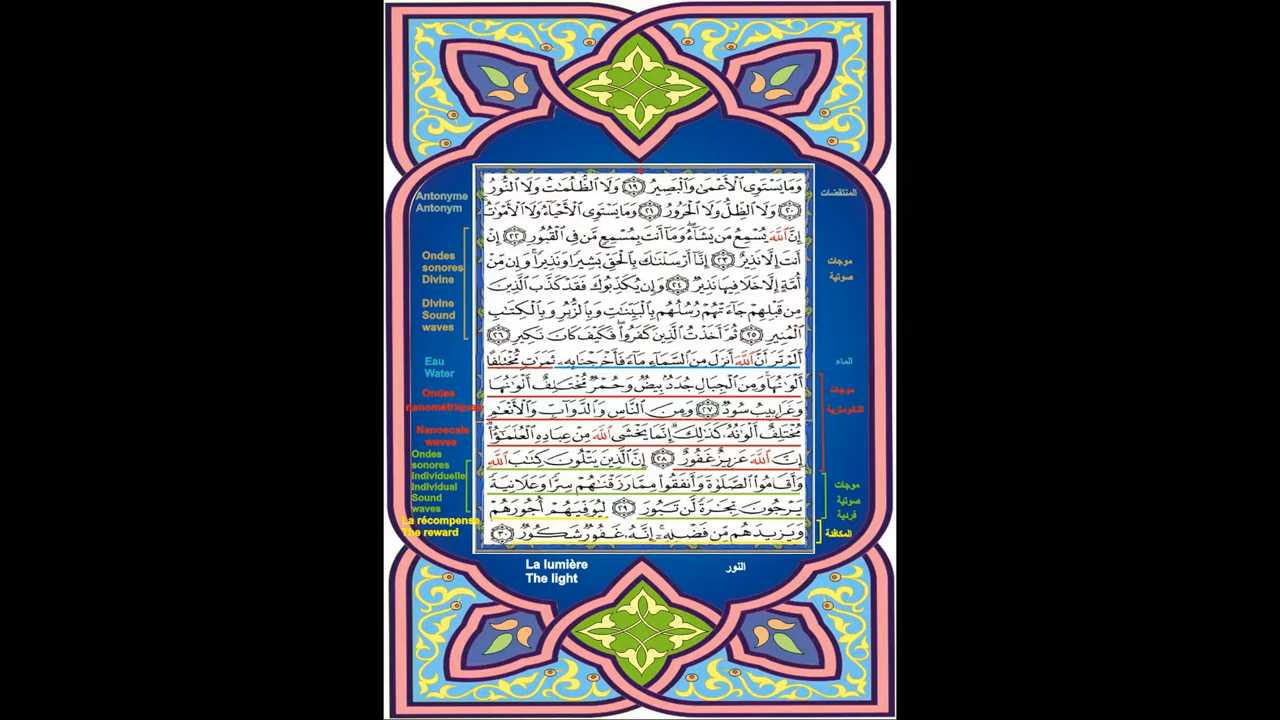 وَمَا يَسْتَوِى ٱلْأَعْمَىٰ وَٱلْبَصِيرُ ﴿١٩﴾ وَلَا ٱلظُّلُمَٰتُ وَلَا ٱلنُّورُ
﴿٢٠﴾ وَلَا ٱلظِّلُّ وَلَا ٱلْحَرُورُ ﴿٢١﴾ وَمَا يَسْتَوِى ٱلْأَحْيَآءُ وَلَا ٱلْأَمْوَٰتُ
إِنَّ ٱللَّهَ يُسْمِعُ مَن يَشَآءُ ۖ وَمَآ أَنتَ بِمُسْمِعٍ مَّن فِى ٱلْقُبُورِ ﴿٢٢﴾ إِنْ
أَنتَ إِلَّا نَذِيرٌ ﴿٢٣﴾ إِنَّآ أَرْسَلْنَٰكَ بِٱلْحَقِّ بَشِيرًا وَنَذِيرًا ۚ وَإِن مِّنْ
أُمَّةٍ إِلَّا خَلَا فِيهَا نَذِيرٌ ﴿٢٤﴾ وَإِن يُكَذِّبُوكَ فَقَدْ كَذَّبَ ٱلَّذِينَ
مِن قَبْلِهِمْ جَآءَتْهُمْ رُسُلُهُم بِٱلْبَيِّنَٰتِ وَبِٱلزُّبُرِ وَبِٱلْكِتَٰبِ
ٱلْمُنِيرِ ﴿٢٥﴾ ثُمَّ أَخَذْتُ ٱلَّذِينَ كَفَرُوا۟ ۖ فَكَيْفَ كَانَ نَكِيرِ ﴿٢٦﴾
أَلَمْ تَرَ أَنَّ ٱللَّهَ أَنزَلَ مِنَ ٱلسَّمَآءِ مَآءً فَأَخْرَجْنَا بِهِۦ ثَمَرَٰتٍ مُّخْتَلِفًا
أَلْوَٰنُهَا ۚ وَمِنَ ٱلْجِبَالِ جُدَدٌۢ بِيضٌ وَحُمْرٌ مُّخْتَلِفٌ أَلْوَٰنُهَا
وَغَرَابِيبُ سُودٌ ﴿٢٧﴾ وَمِنَ ٱلنَّاسِ وَٱلدَّوَآبِّ وَٱلْأَنْعَٰمِ
مُخْتَلِفٌ أَلْوَٰنُهُۥ كَذَٰلِكَ ۗ إِنَّمَا يَخْشَى ٱللَّهَ مِنْ عِبَادِهِ ٱلْعُلَمَٰٓؤُا۟ ۗ
إِنَّ ٱللَّهَ عَزِيزٌ غَفُورٌ ﴿٢٨﴾ إِنَّ ٱلَّذِينَ يَتْلُونَ كِتَٰبَ ٱللَّهِ
وَأَقَامُوا۟ ٱلصَّلَوٰةَ وَأَنفَقُوا۟ مِمَّا رَزَقْنَٰهُمْ سِرًّا وَعَلَانِيَةً
يَرْجُونَ تِجَٰرَةً لَّن تَبُورَ ﴿٢٩﴾ لِيُوَفِّيَهُمْ أُجُورَهُمْ
وَيَزِيدَهُم مِّن فَضْلِهِۦٓ ۚ إِنَّهُۥ غَفُورٌ شَكُورٌ ﴿٣٠﴾
Antonyme
Antonym
Ondes
sonores
Divine
Divine
Sound
waves
Eau
Water
Ondes
nanométriques
Nanoscale
waves
Ondes
sonores
individuelle
individual
Sound
waves
La récompense
The reward
المتناقضات
موجات
صوتية
الماء
موجات
النانومترية
موجات
صوتية
فردية
المكافئة
La lumière
The light
النور